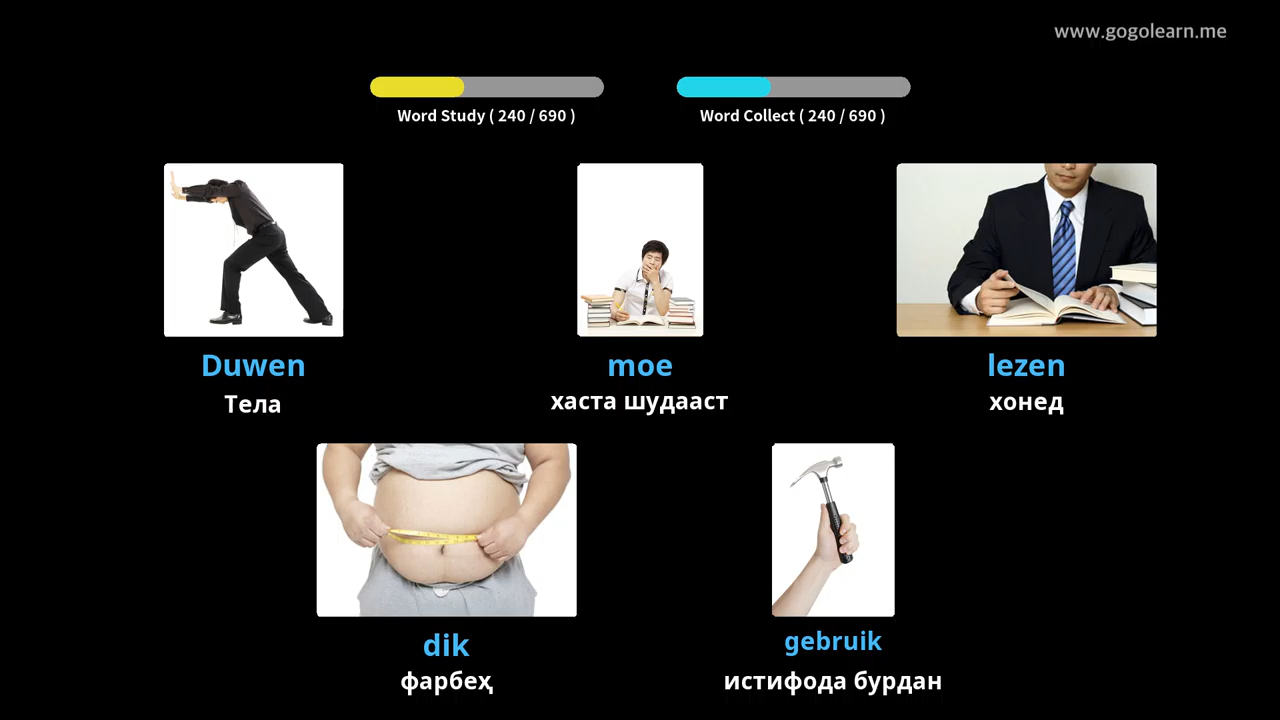 www.gogolearn.me
Word Study ( 240 / 690 )
Word Collect ( 240 / 690 )
Duwen
Тела
moe
хаста шудааст
lezen
хонед
dik
фарбеҳ
gebruik
истифода бурдан